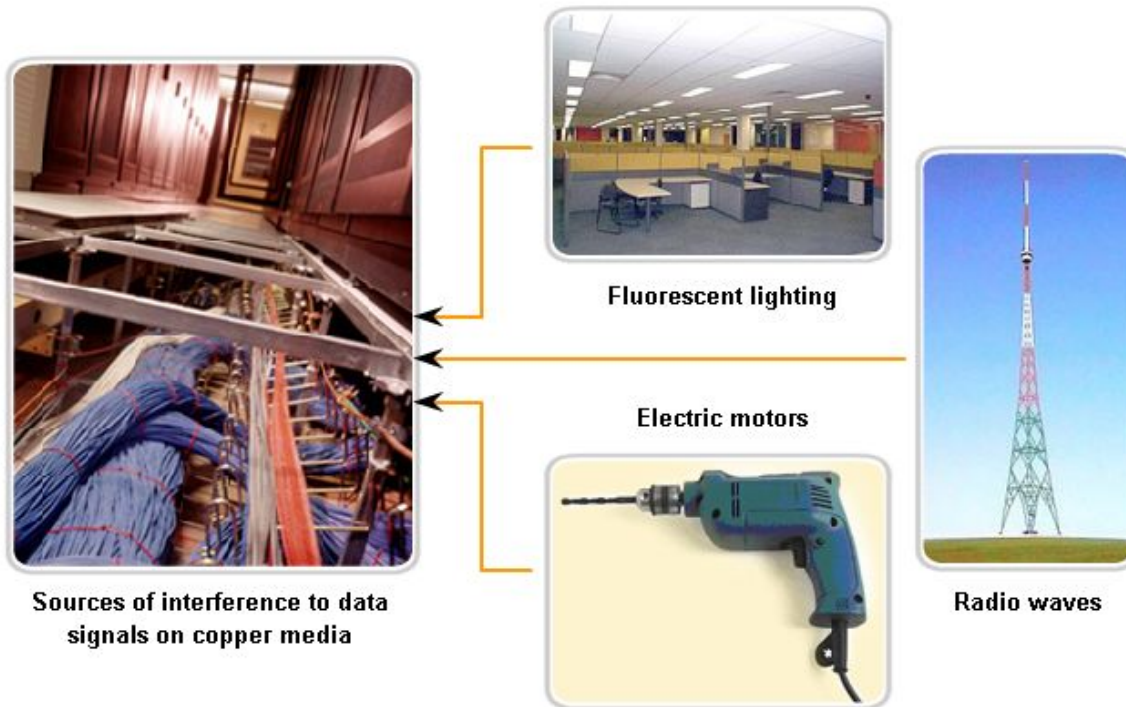 Fluorescent lighting
Electric motors
Sources of interference to data
signals on copper media
Radio waves